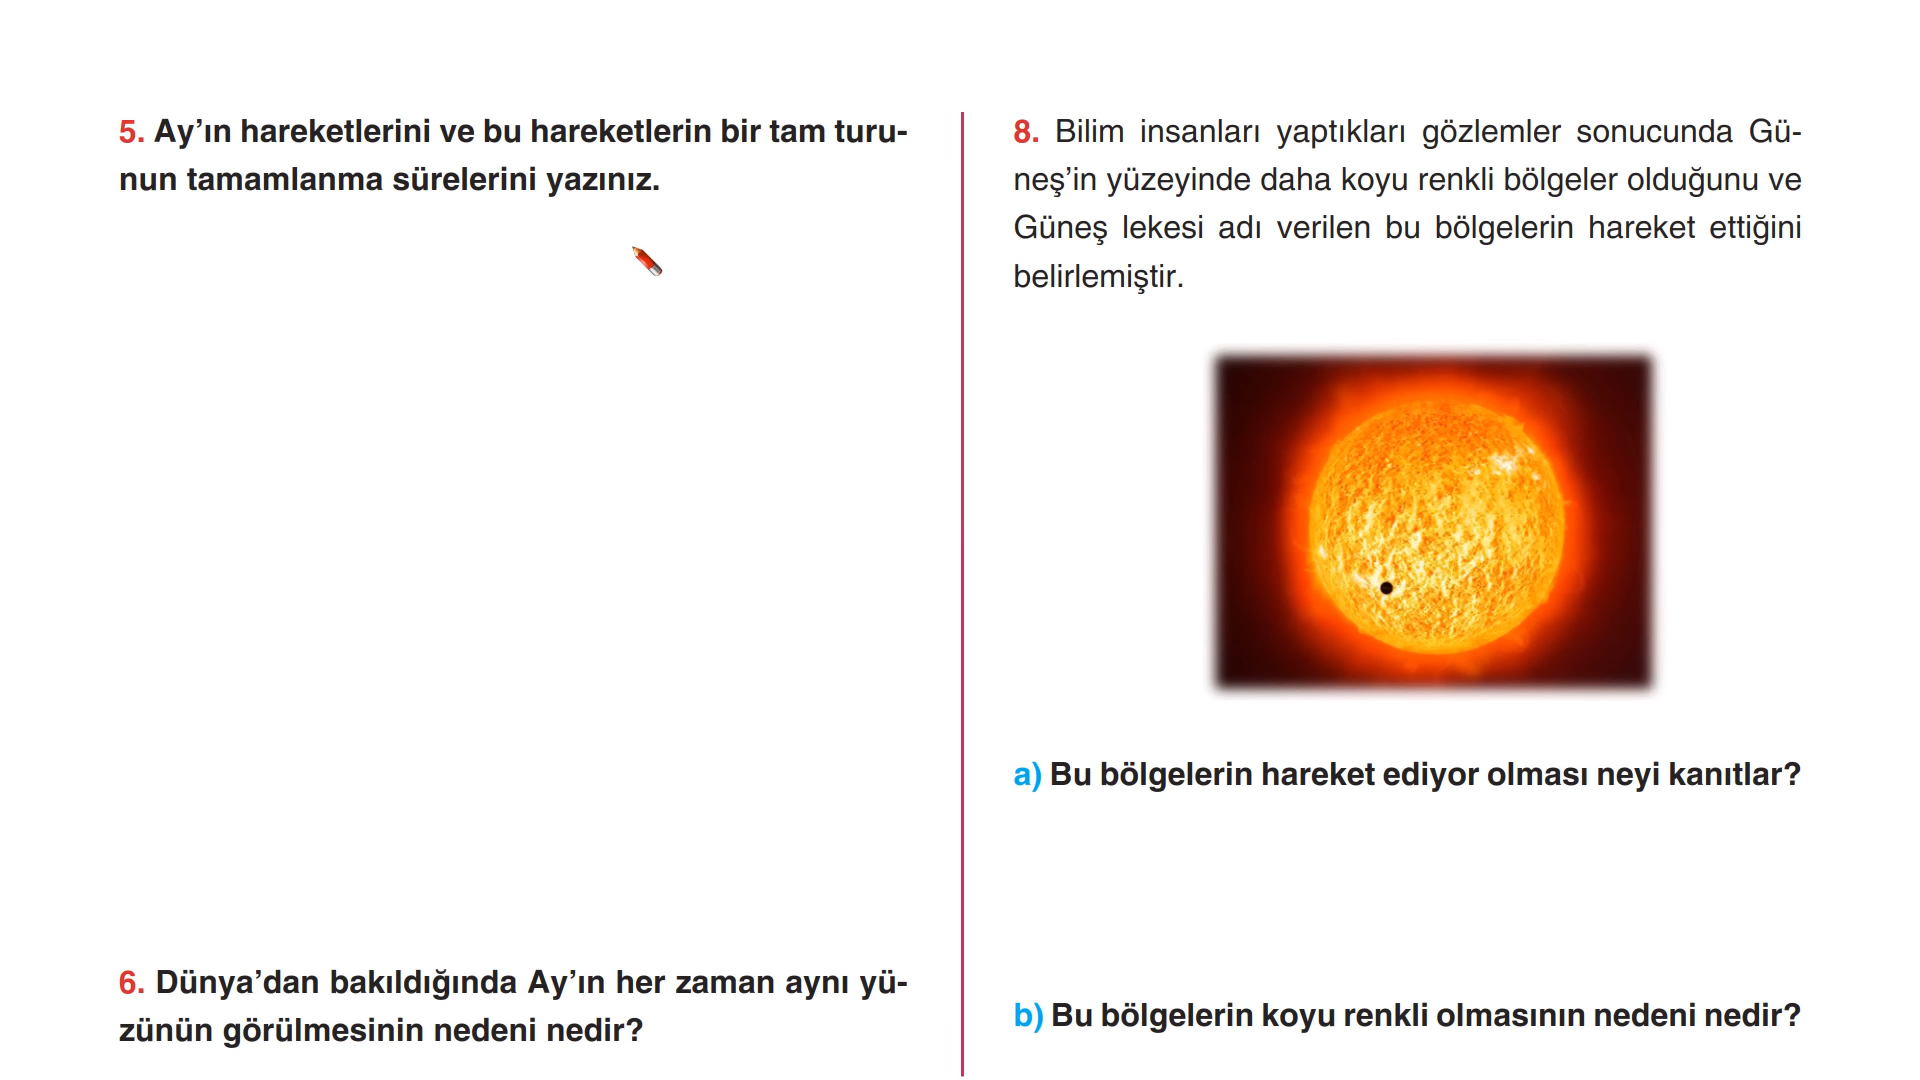 5. Ay’ın hareketlerini ve bu hareketlerin bir tam turu-
nun tamamlanma sürelerini yazınız.
6. Dünya’dan bakıldığında Ay’ın her zaman aynı yü-
zünün görülmesinin nedeni nedir?
8. Bilim insanları yaptıkları gözlemler sonucunda Gü-
neş’in yüzeyinde daha koyu renkli bölgeler olduğunu ve
Güneş lekesi adı verilen bu bölgelerin hareket ettiğini
belirlemiştir.
a) Bu bölgelerin hareket ediyor olması neyi kanıtlar?
b) Bu bölgelerin koyu renkli olmasının nedeni nedir?